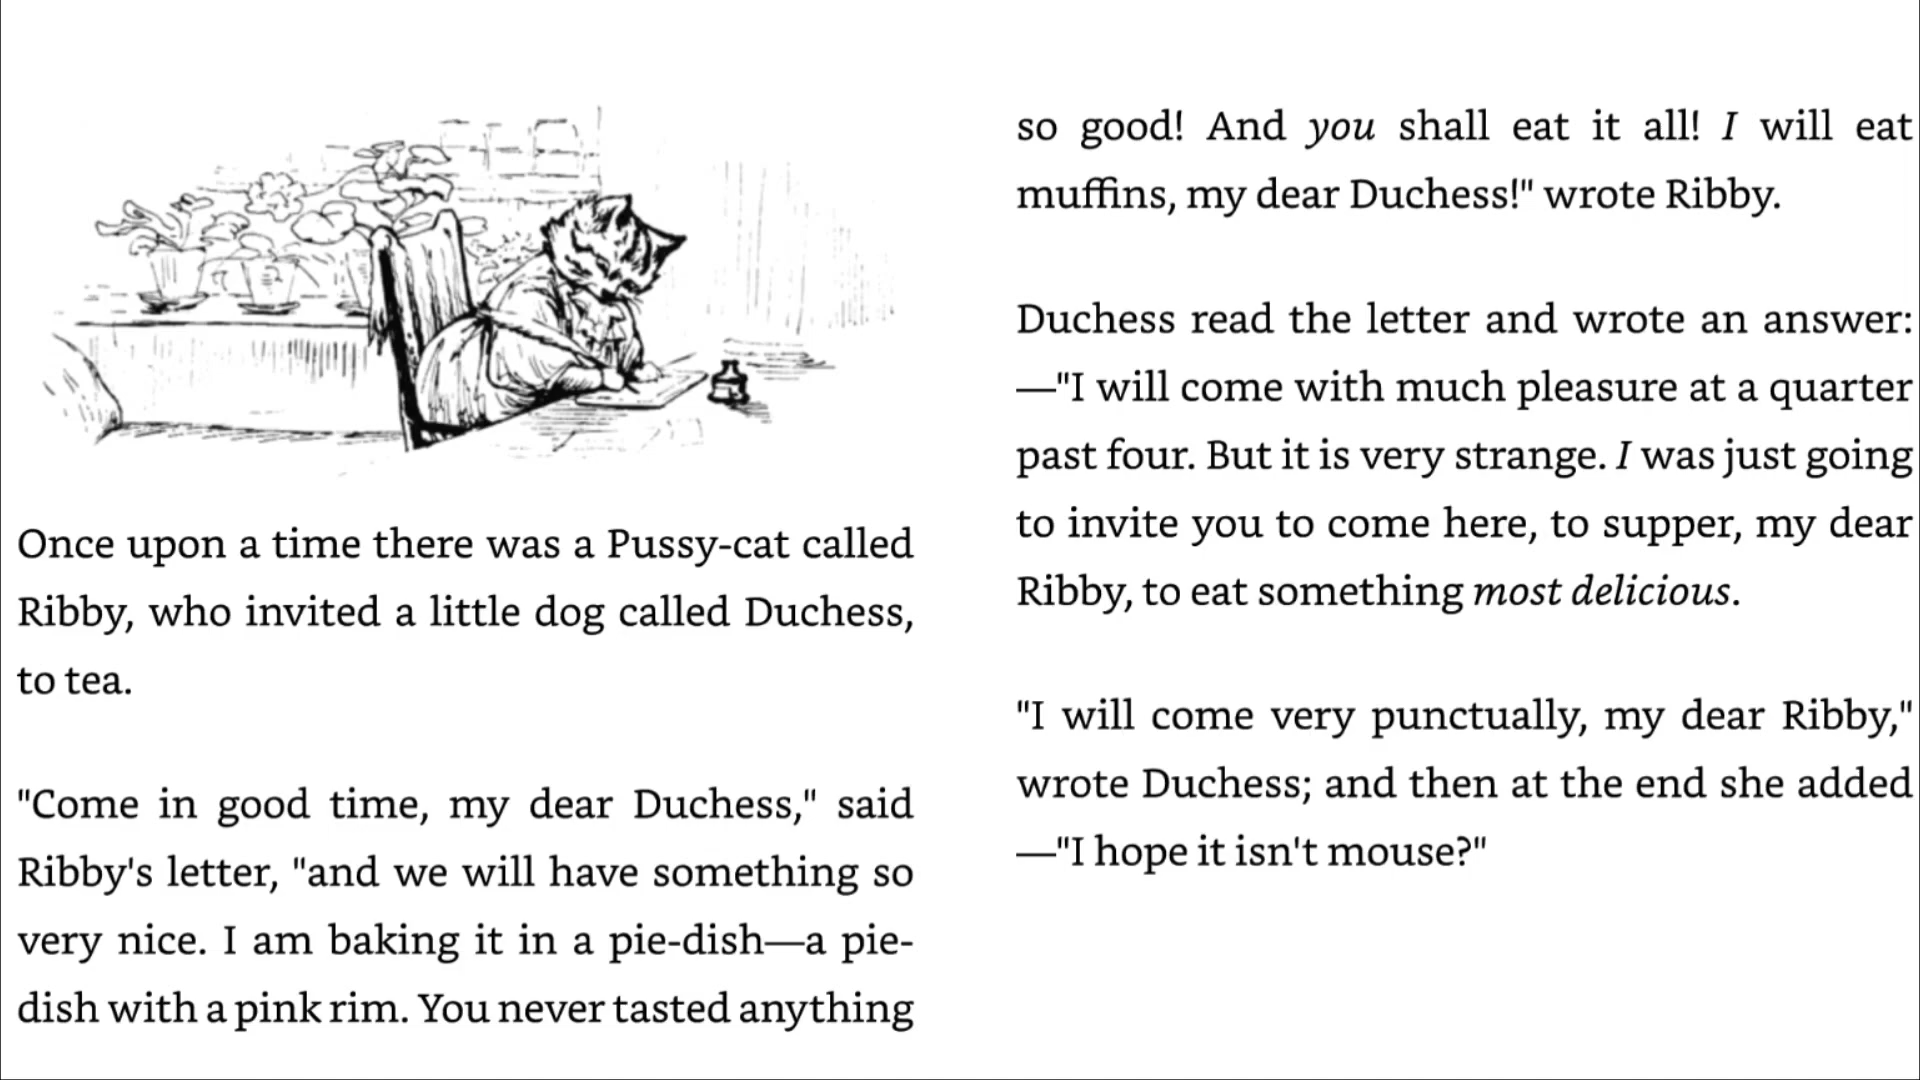 Once upon a time there was a Pussy-cat called
Ribby, who invited a little dog called Duchess,
to tea.
"Come in good time, my dear Duchess," said
Ribby's letter, "and we will have something so
very nice. I am baking it in a pie-dish—a pie-
dish with a pink rim. You never tasted anything
so good! And you shall eat it all! I will eat
muffins, my dear Duchess!" wrote Ribby.
Duchess read the letter and wrote an answer:
—"I will come with much pleasure at a quarter
past four. But it is very strange. I was just going
to invite you to come here, to supper, my dear
Ribby, to eat something most delicious.
"I will come very punctually, my dear Ribby,"
wrote Duchess; and then at the end she added
—"I hope it isn't mouse?"